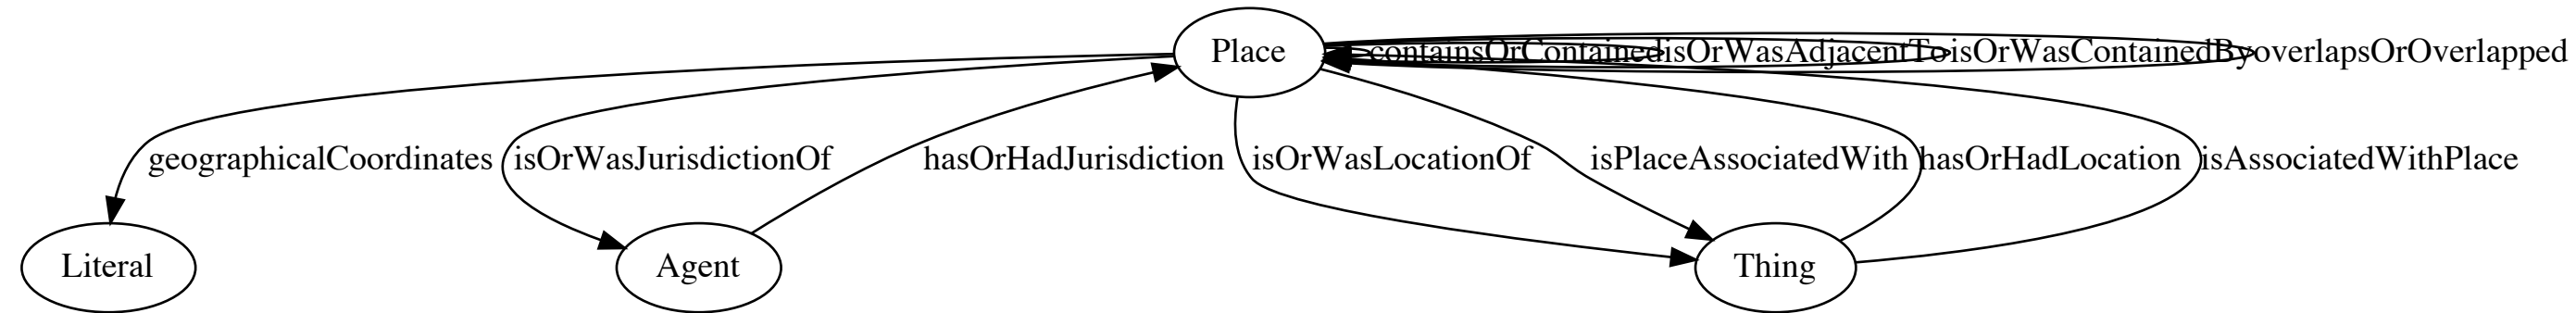 Place
containsOrContained
isOrWasAdjacentTo
isOrWasContainedBy
overlapsOrOverlapped
geographicalCoordinates
isOrWasJurisdictionOf
hasOrHadJurisdiction
isOrWasLocationOf
isPlaceAssociatedWith
hasOrHadLocation
isAssociatedWithPlace
Literal
Agent
Thing